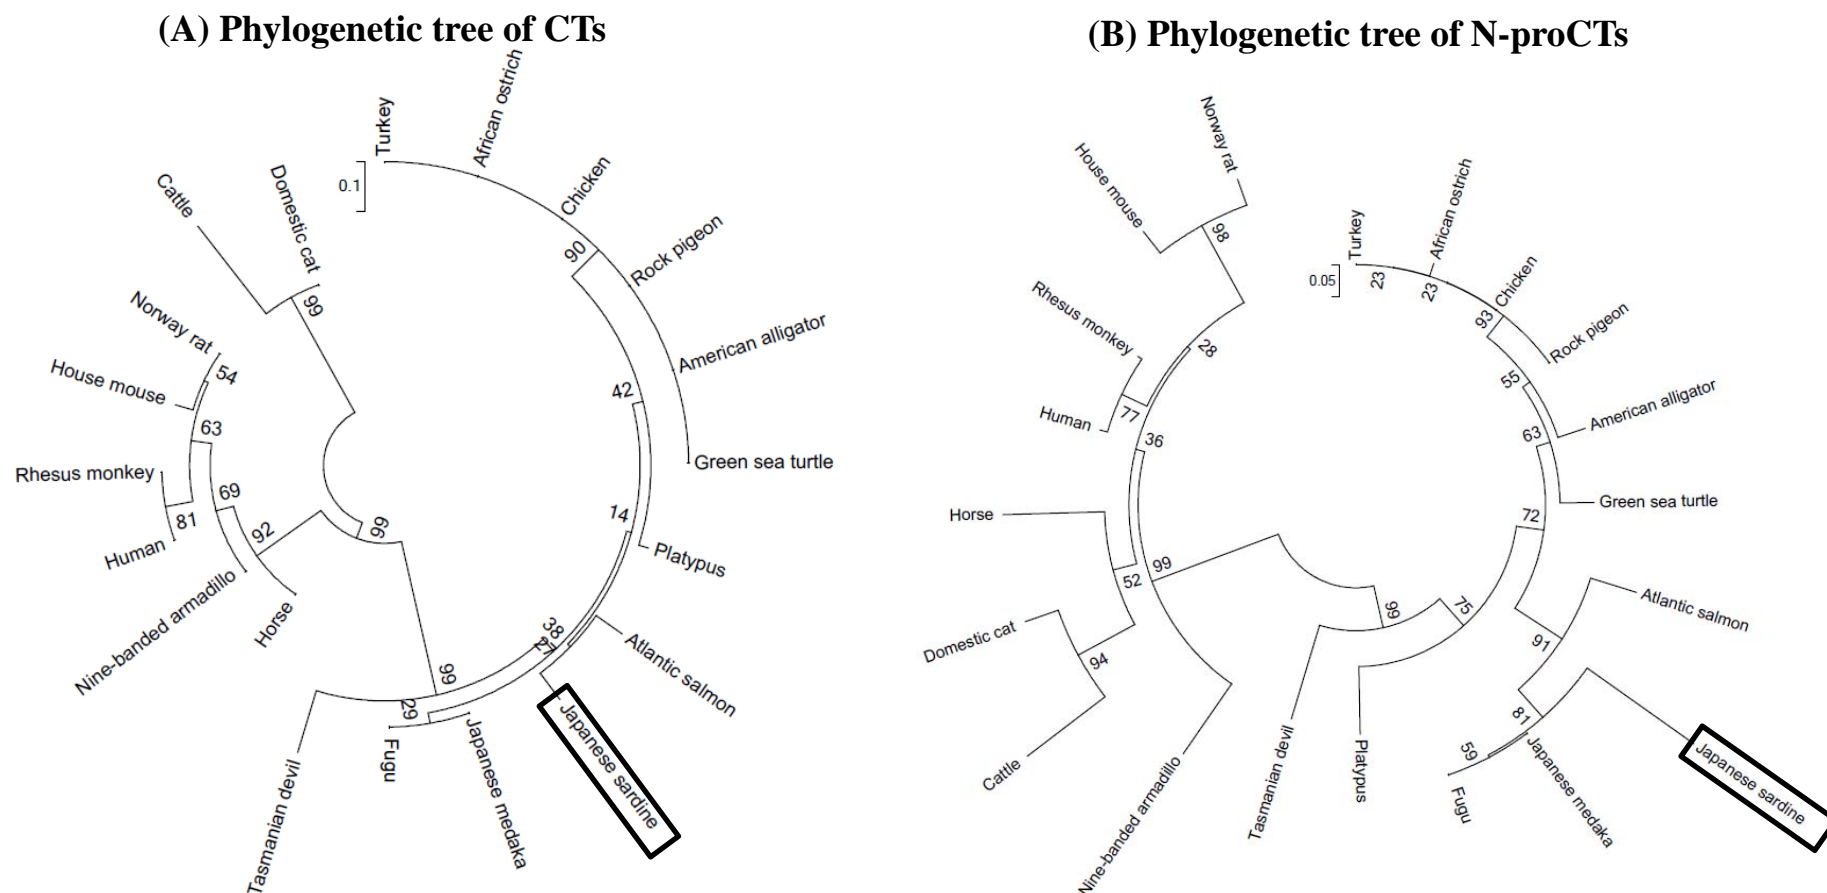 (A) Phylogenetic tree of CTs
Turkey
African ostrich
Chicken
Rock pigeon
American alligator
Green sea turtle
Platypus
Atlantic salmon
Japanese sardine
Japanese medaka
Fugu
Tasmanian devil
Horse
Nine-banded armadillo
Human
Rhesus monkey
House mouse
Norway rat
Cattle
Domestic cat
0.1
90
42
14
38
27
29
99
99
99
92
69
81
63
54
(B) Phylogenetic tree of N-proCTs
Turkey
African ostrich
Chicken
Rock pigeon
American alligator
Green sea turtle
Atlantic salmon
Japanese sardine
Japanese medaka
Fugu
Platypus
Tasmanian devil
Nine-banded armadillo
Cattle
Domestic cat
Horse
Human
Rhesus monkey
House mouse
Norway rat
0.05
23
23
93
55
63
72
91
81
59
75
99
99
52
94
36
77
28
98